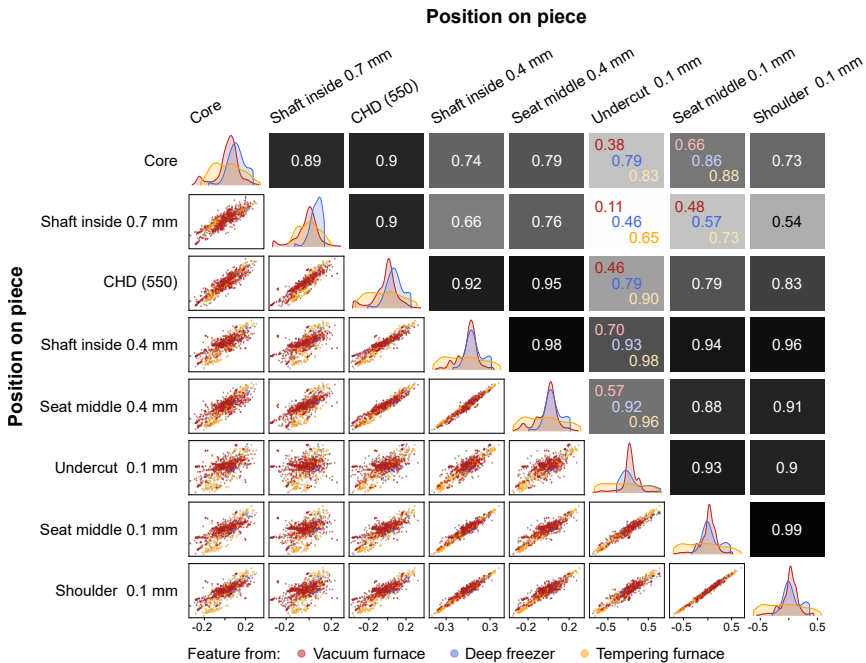 Position on piece
Core
Shaft inside 0.7 mm
CHD (550)
Shaft inside 0.4 mm
Seat middle 0.4 mm
Undercut 0.1 mm
Seat middle 0.1 mm
Shoulder 0.1 mm
Position on piece
Core
0.89
0.9
0.74
0.79
0.38
0.79
0.83
0.66
0.86
0.88
0.73
Shaft inside 0.7 mm
0.9
0.66
0.76
0.11
0.46
0.65
0.48
0.57
0.73
0.54
CHD (550)
0.92
0.95
0.46
0.79
0.90
0.79
0.83
Shaft inside 0.4 mm
0.98
0.70
0.93
0.98
0.94
0.96
Seat middle 0.4 mm
0.57
0.92
0.96
0.88
0.91
Undercut 0.1 mm
0.93
0.9
Seat middle 0.1 mm
0.99
Shoulder 0.1 mm
-0.2 0.2 -0.2 0.2 -0.2 0.2 -0.3 0.3 -0.2 0.2 -0.5 0.5 -0.5 0.5 -0.5 0.5
Feature from: Vacuum furnace Deep freezer Tempering furnace